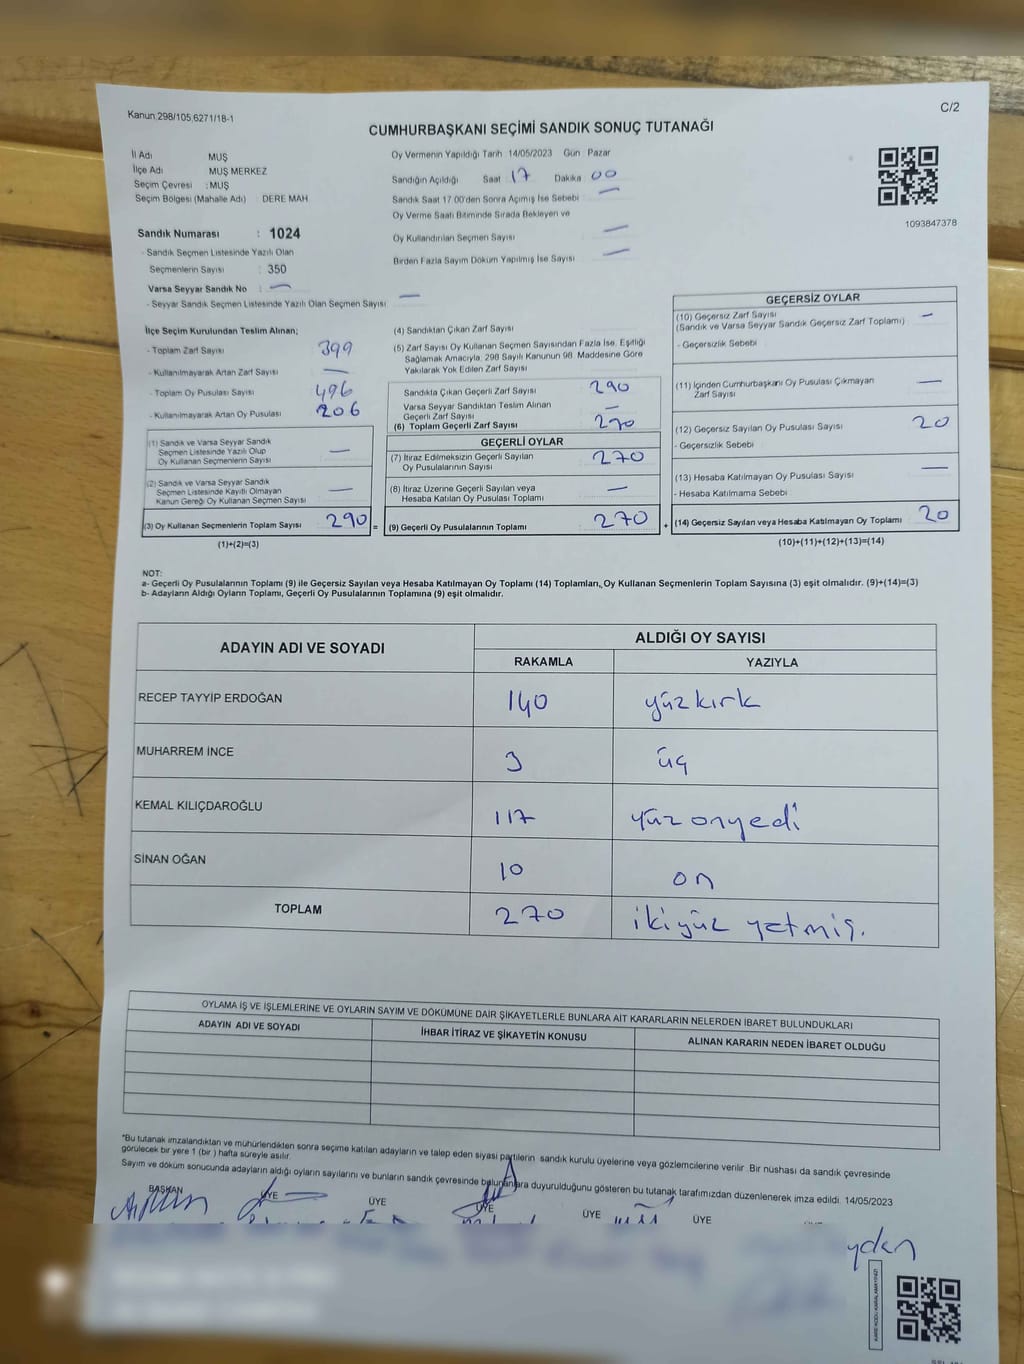 Kanun:298/105,6271/18-1
C/2
CUMHURBAŞKANI SEÇİMİ SANDIK SONUÇ TUTANAĞI
İl Adı MUŞ
İlçe Adı MUŞ MERKEZ
Seçim Çevresi : MUŞ
Seçim Bölgesi (Mahalle Adı) DERE MAH
Sandık Numarası : 1024
- Sandık Seçmen Listesinde Yazılı Olan
Seçmenlerin Sayısı : 350
Varsa Seyyar Sandık No : —
- Seyyar Sandık Seçmen Listesinde Yazılı Olan Seçmen Sayısı : —
Oy Vermenin Yapıldığı Tarih 14/05/2023 Gün Pazar
Sandığın Açıldığı Saat 17 Dakika 00
Sandık Saat 17.00'den Sonra Açımış İse Sebebi —
Oy Verme Saati Bitiminde Sırada Bekleyen ve
Oy Kullandırılan Seçmen Sayısı —
Birden Fazla Sayım Döküm Yapılmış İse Sayısı —
1093847378
İlçe Seçim Kurulundan Teslim Alınan;
- Toplam Zarf Sayısı 399
- Kullanılmayarak Artan Zarf Sayısı —
- Toplam Oy Pusulası Sayısı 496
- Kullanılmayarak Artan Oy Pusulası 206
(1) Sandık ve Varsa Seyyar Sandık
Seçmen Listesinde Yazılı Olup
Oy Kullanan Seçmenlerin Sayısı —
(2) Sandık ve Varsa Seyyar Sandık
Seçmen Listesinde Kayıtlı Olmayan
Kanun Gereği Oy Kullanan Seçmen Sayısı —
(3) Oy Kullanan Seçmenlerin Toplam Sayısı 290 =
(1)+(2)=(3)
(4) Sandıktan Çıkan Zarf Sayısı
(5) Zarf Sayısı Oy Kullanan Seçmen Sayısından Fazla İse, Eşitliği
Sağlamak Amacıyla, 298 Sayılı Kanunun 98. Maddesine Göre
Yakılarak Yok Edilen Zarf Sayısı
Sandıkta Çıkan Geçerli Zarf Sayısı 290
Varsa Seyyar Sandıktan Teslim Alınan
Geçerli Zarf Sayısı —
(6) Toplam Geçerli Zarf Sayısı 290
GEÇERLİ OYLAR
(7) İtiraz Edilmeksizin Geçerli Sayılan
Oy Pusulalarının Sayısı 270
(8) İtiraz Üzerine Geçerli Sayılan veya
Hesaba Katılan Oy Pusulası Toplamı —
(9) Geçerli Oy Pusulalarının Toplamı 270 +
GEÇERSİZ OYLAR
(10) Geçersiz Zarf Sayısı —
(Sandık ve Varsa Seyyar Sandık Geçersiz Zarf Toplamı)
- Geçersizlik Sebebi
(11) İçinden Cumhurbaşkanı Oy Pusulası Çıkmayan
Zarf Sayısı —
(12) Geçersiz Sayılan Oy Pusulası Sayısı 20
- Geçersizlik Sebebi
(13) Hesaba Katılmayan Oy Pusulası Sayısı —
- Hesaba Katılmama Sebebi
(14) Geçersiz Sayılan veya Hesaba Katılmayan Oy Toplamı 20
(10)+(11)+(12)+(13)=(14)
NOT:
a- Geçerli Oy Pusulalarının Toplamı (9) ile Geçersiz Sayılan veya Hesaba Katılmayan Oy Toplamı (14) Toplamları, Oy Kullanan Seçmenlerin Toplam Sayısına (3) eşit olmalıdır. (9)+(14)=(3)
b- Adayların Aldığı Oyların Toplamı, Geçerli Oy Pusulalarının Toplamına (9) eşit olmalıdır.
ADAYIN ADI VE SOYADI
ALDIĞI OY SAYISI
RAKAMLA YAZIYLA
RECEP TAYYİP ERDOĞAN 140 yüzkırk
MUHARREM İNCE 3 üç
KEMAL KILIÇDAROĞLU 117 yüzonyedi
SİNAN OĞAN 10 on
TOPLAM 270 ikiyüz yetmiş.
OYLAMA İŞ VE İŞLEMLERİNE VE OYLARIN SAYIM VE DÖKÜMÜNE DAİR ŞİKAYETLERLE BUNLARA AİT KARARLARIN NELERDEN İBARET BULUNDUKLARI
ADAYIN ADI VE SOYADI İHBAR İTİRAZ VE ŞİKAYETİN KONUSU ALINAN KARARIN NEDEN İBARET OLDUĞU
"Bu tutanak imzalandıktan ve mühürlendikten sonra seçime katılan adayların ve talep eden siyasi partilerin sandık kurulu üyelerine veya gözlemcilerine verilir. Bir nüshası da sandık çevresinde
görülecek bir yere 1 (bir) hafta süreyle asılır.
Sayım ve döküm sonucunda adayların aldığı oyların sayılarını ve bunların sandık çevresinde bulunanlara duyurulduğunu gösteren bu tutanak tarafımızdan düzenlenerek imza edildi. 14/05/2023
BAŞKAN ÜYE ÜYE ÜYE ÜYE ÜYE